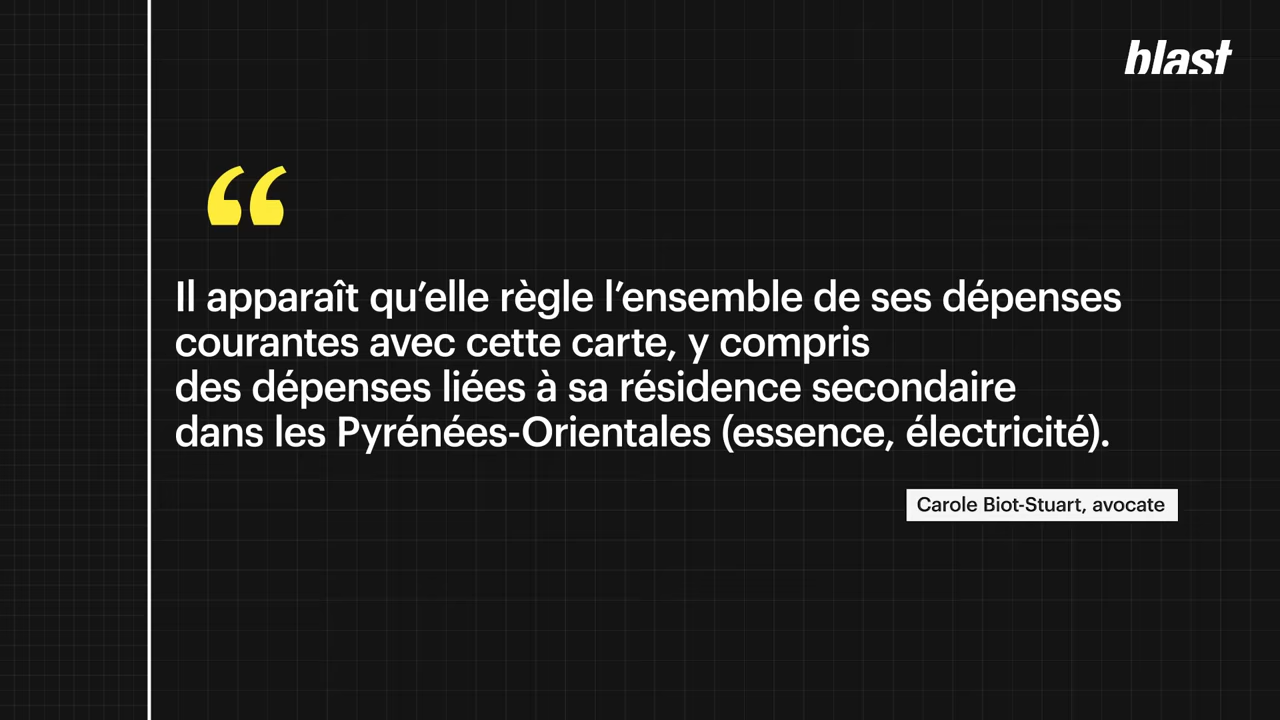 blast
“
Il apparaît qu’elle règle l’ensemble de ses dépenses
courantes avec cette carte, y compris
des dépenses liées à sa résidence secondaire
dans les Pyrénées-Orientales (essence, électricité).
Carole Biot-Stuart, avocate